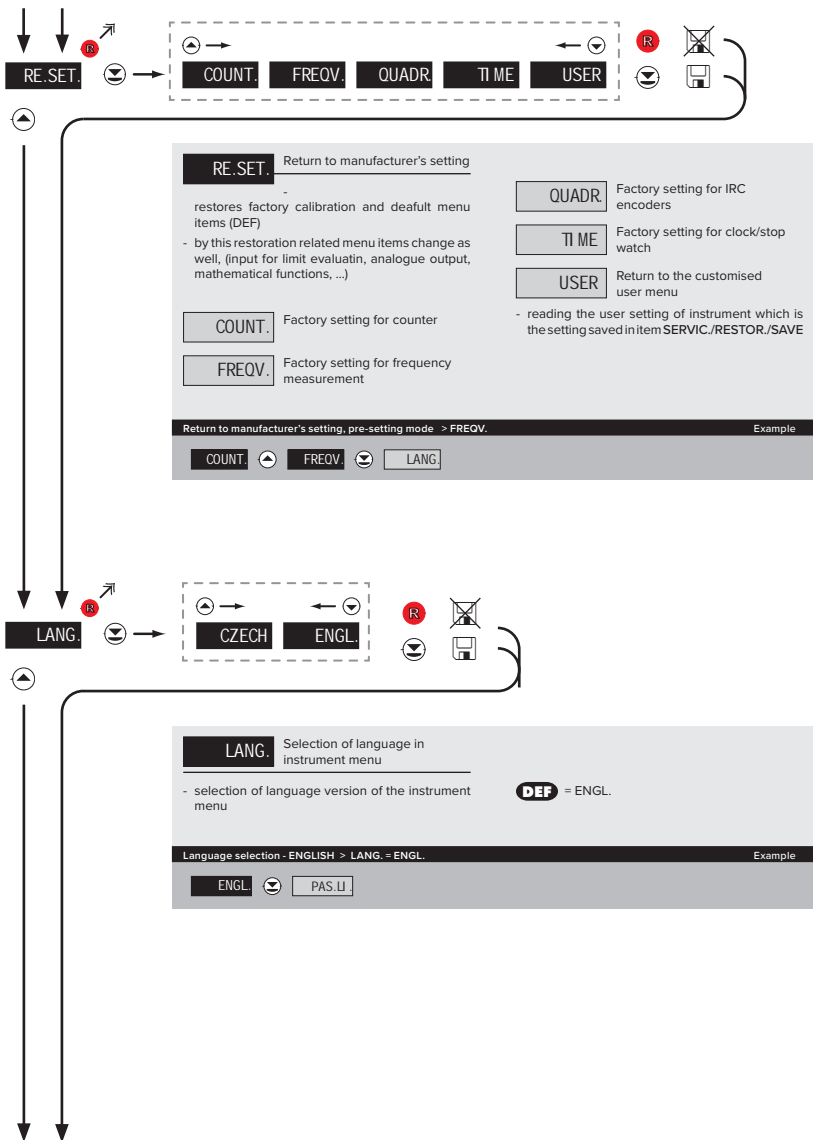 R
RE.SET.
COUNT. FREQV. QUADR. TIME USER
R
RE.SET. Return to manufacturer's setting
-
restores factory calibration and deafult menu
items (DEF)
- by this restoration related menu items change as
well, (input for limit evaluatin, analogue output,
mathematical functions, ...)
COUNT. Factory setting for counter
FREQV. Factory setting for frequency
measurement
QUADR. Factory setting for IRC
encoders
TIME Factory setting for clock/stop
watch
USER Return to the customised
user menu
- reading the user setting of instrument which is
the setting saved in item SERVIC./RESTOR./SAVE
Return to manufacturer's setting, pre-setting mode > FREQV. Example
COUNT. FREQV. LANG.
R
LANG.
CZECH ENGL.
R
LANG. Selection of language in
instrument menu
- selection of language version of the instrument
menu
DEF = ENGL.
Language selection - ENGLISH > LANG. = ENGL. Example
ENGL. PAS.LI.